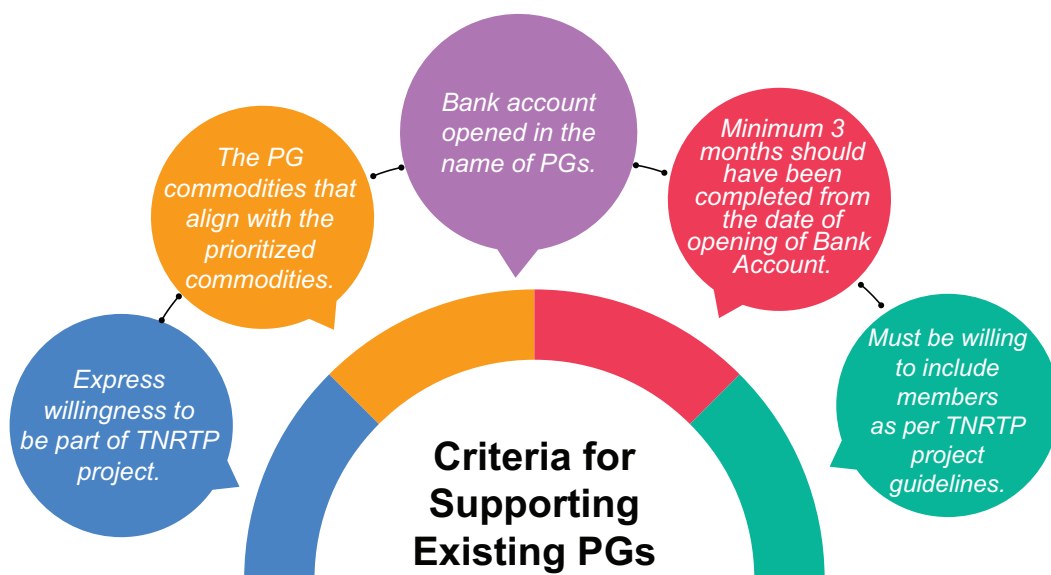 Express
willingness to
be part of TNRTP
project.
The PG
commodities that
align with the
prioritized
commodities.
Bank account
opened in the
name of PGs.
Minimum 3
months should
have been
completed from
the date of
opening of Bank
Account.
Must be willing
to include
members
as per TNRTP
project
guidelines.
Criteria for
Supporting
Existing PGs